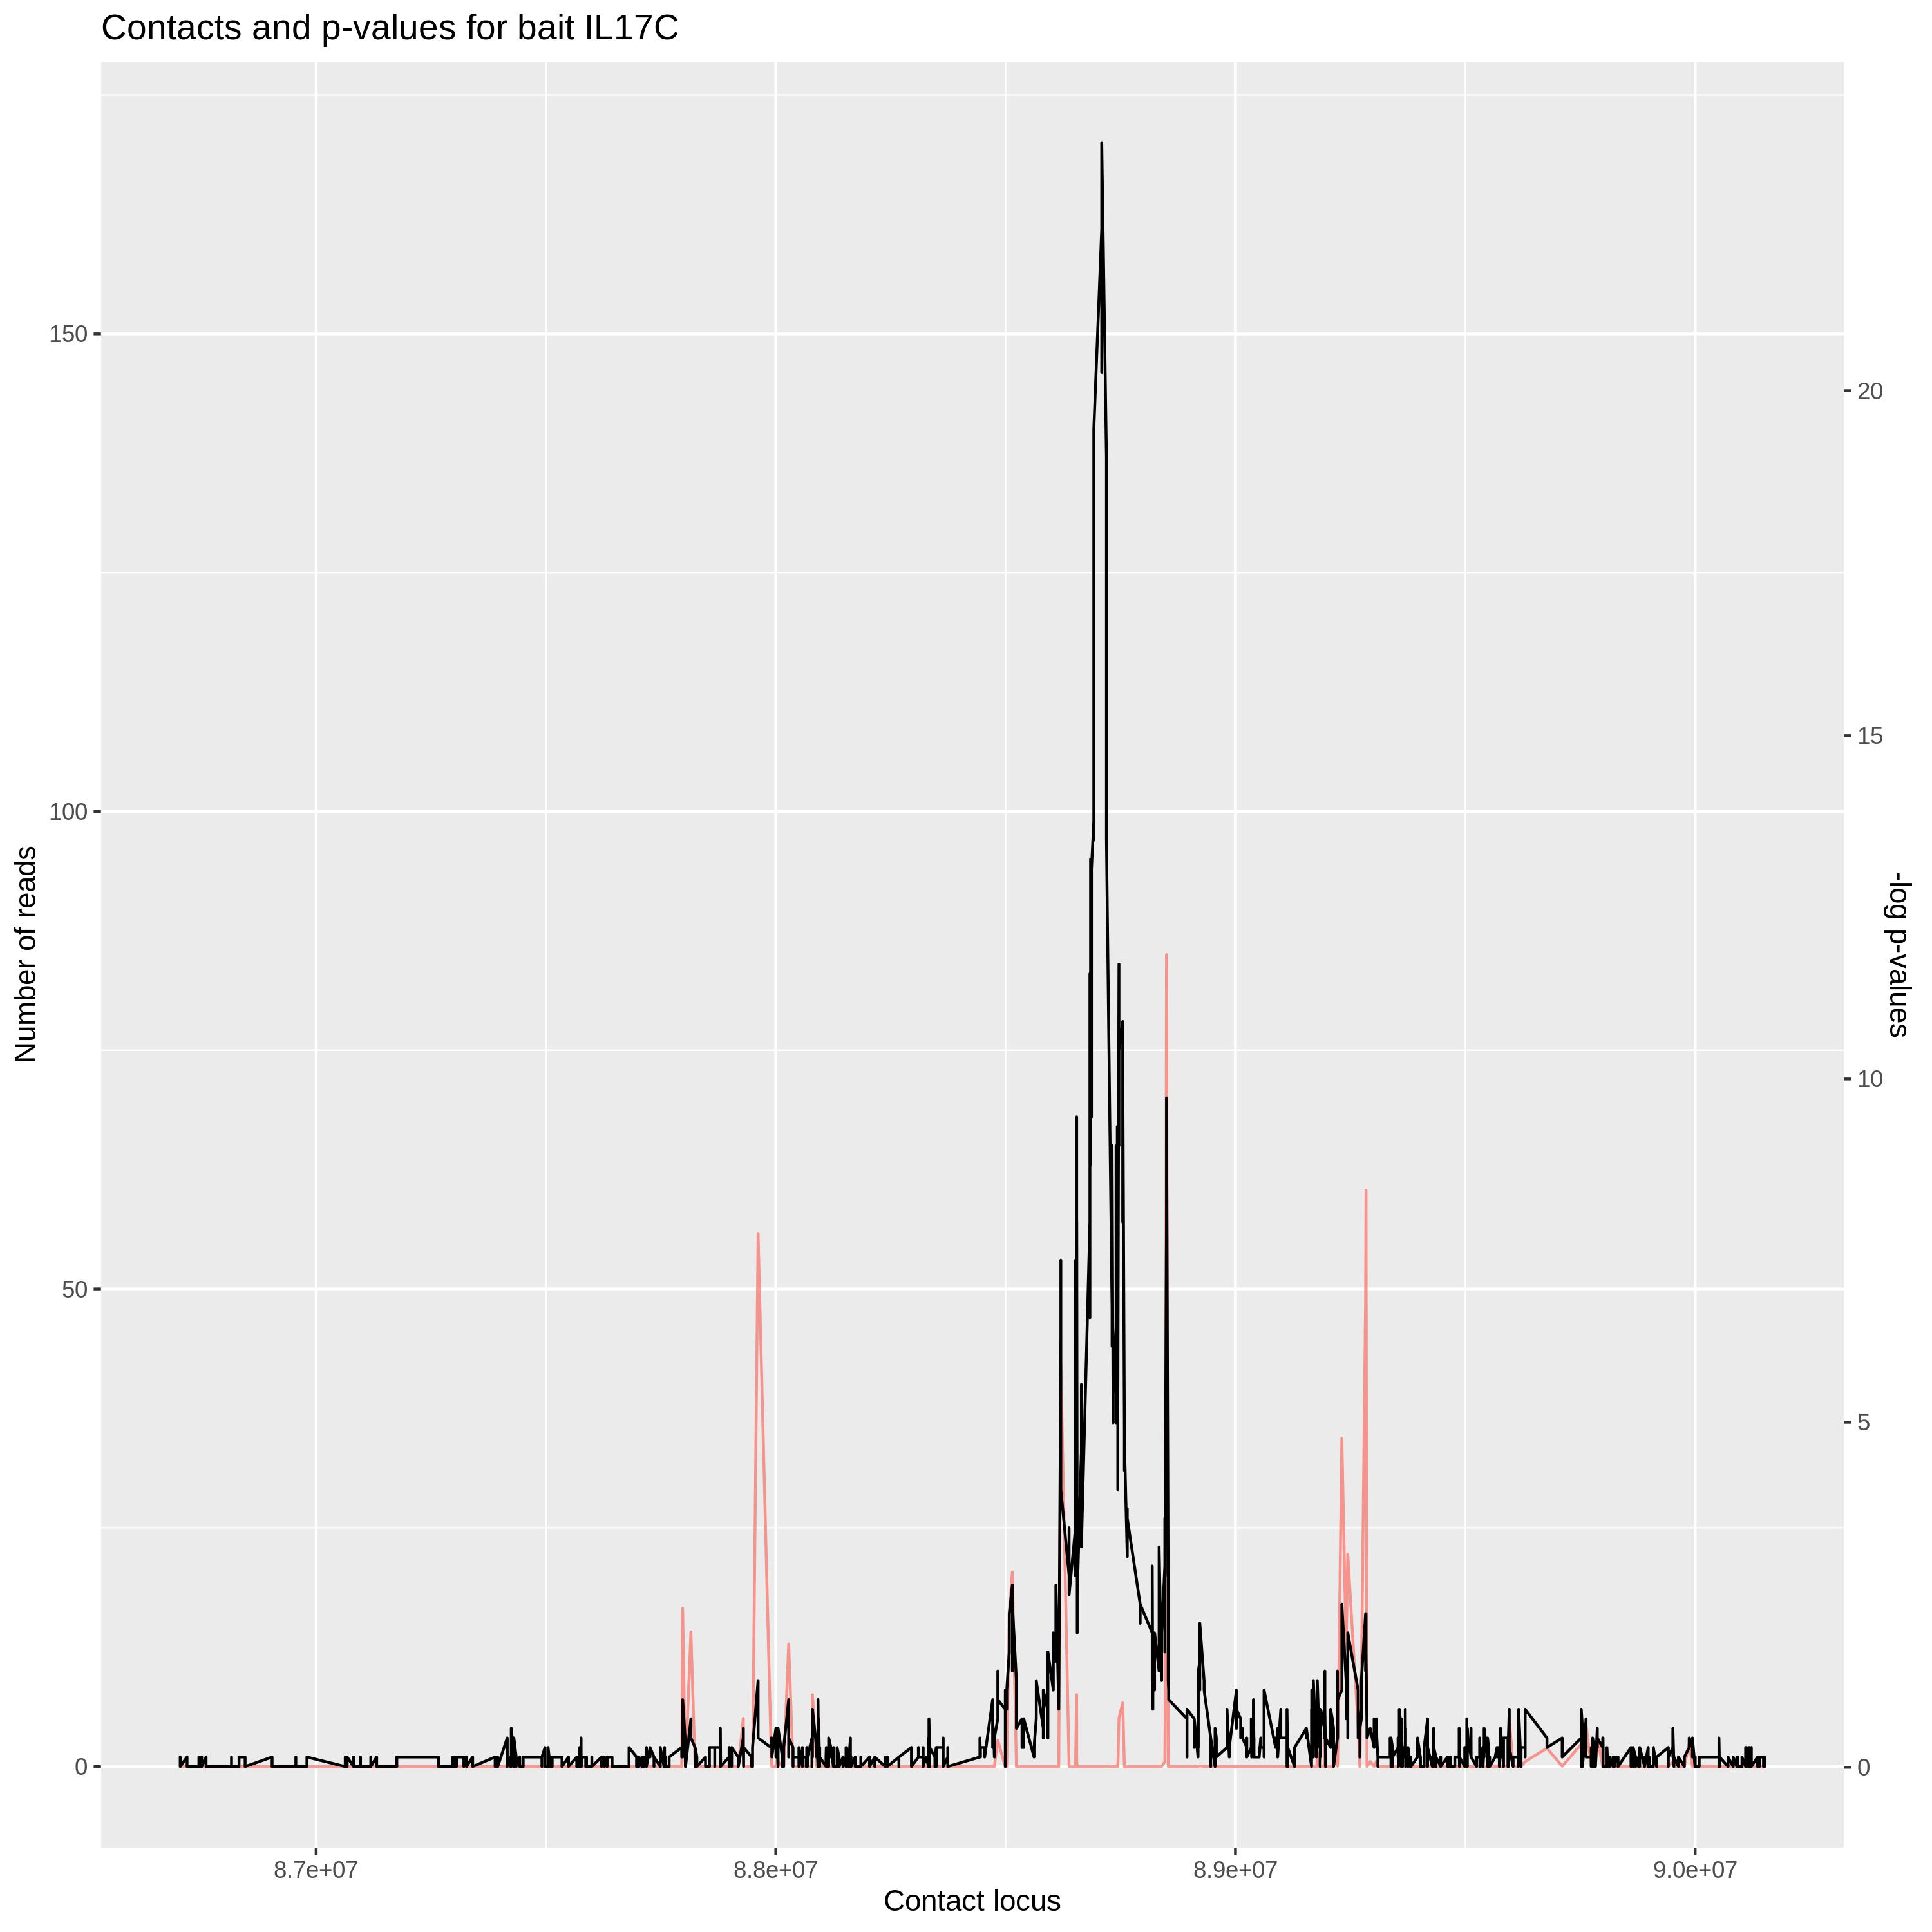 Contacts and p-values for bait IL17C
150
100
50
0
Number of reads
20
15
10
5
0
-log p-values
8.7e+07
8.8e+07
8.9e+07
9.0e+07
Contact locus